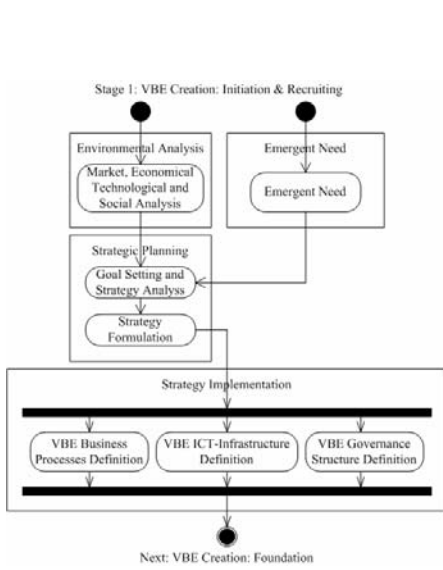 Stage 1: VBE Creation: Initiation & Recruiting
Environmental Analysis
Market, Economical
Technological and
Social Analysis
Emergent Need
Emergent Need
Strategic Planning
Goal Setting and
Strategy Analyss
Strategy
Formulation
Strategy Implementation
VBE Business
Processes Definition
VBE ICT-Infrastructure
Definition
VBE Governance
Structure Definition
Next: VBE Creation: Foundation